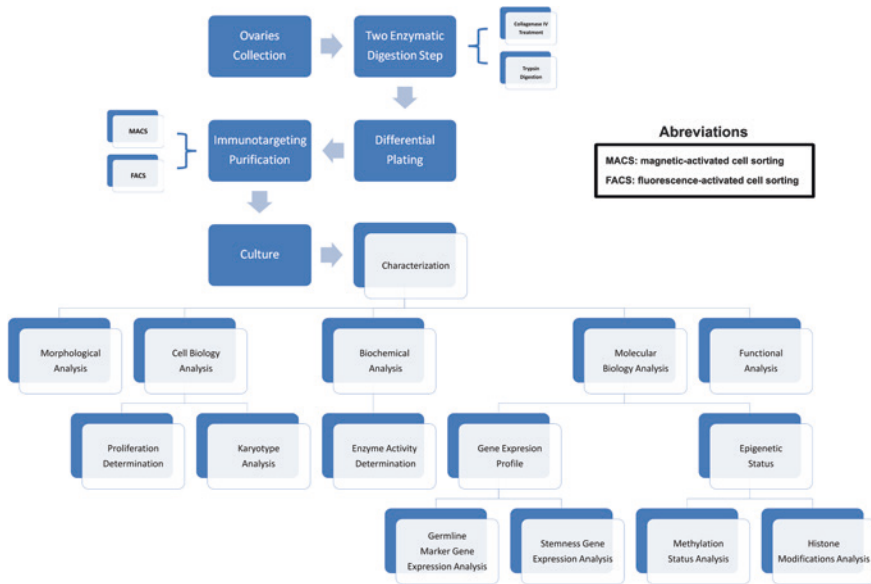 Ovaries
Collection
Two Enzymatic
Digestion Step
Collagenase IV
Treatment
Trypsin
Digestion
MACS
FACS
Immunotargeting
Purification
Differential
Plating
Abreviations
MACS: magnetic-activated cell sorting
FACS: fluorescence-activated cell sorting
Culture
Characterization
Morphological
Analysis
Cell Biology
Analysis
Biochemical
Analysis
Molecular
Biology Analysis
Functional
Analysis
Proliferation
Determination
Karyotype
Analysis
Enzyme Activity
Determination
Gene Expresion
Profile
Epigenetic
Status
Germline
Marker Gene
Expression Analysis
Stemness Gene
Expression Analysis
Methylation
Status Analysis
Histone
Modifications Analysis